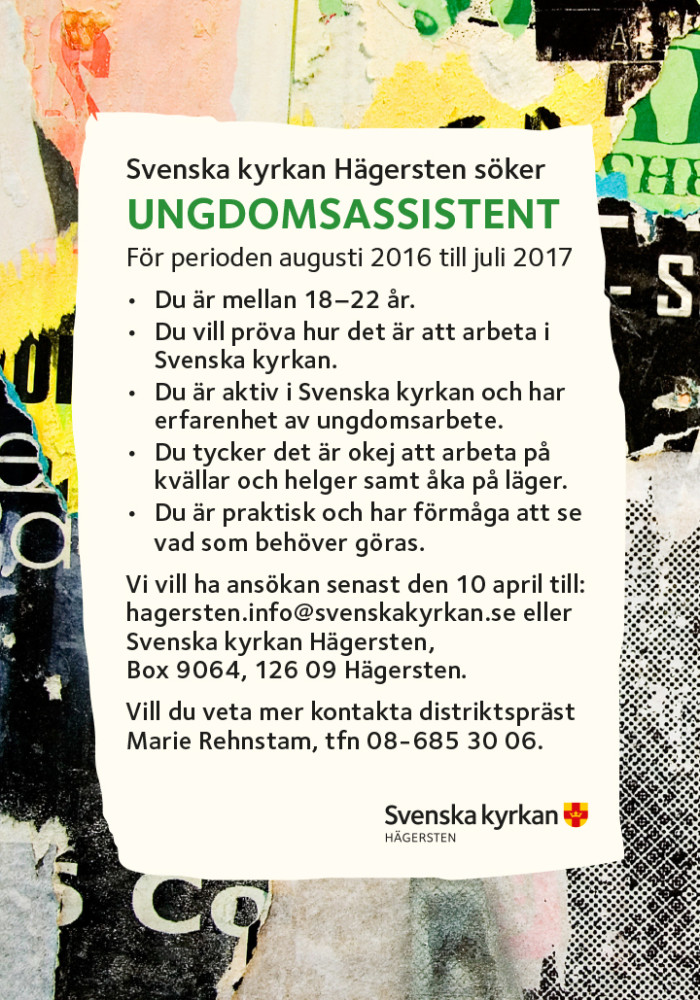 Svenska kyrkan Hägersten söker
UNGDOMSASSISTENT
För perioden augusti 2016 till juli 2017
• Du är mellan 18–22 år.
• Du vill pröva hur det är att arbeta i
Svenska kyrkan.
• Du är aktiv i Svenska kyrkan och har
erfarenhet av ungdomsarbete.
• Du tycker det är okej att arbeta på
kvällar och helger samt åka på läger.
• Du är praktisk och har förmåga att se
vad som behöver göras.
Vi vill ha ansökan senast den 10 april till:
hagersten.info@svenskakyrkan.se eller
Svenska kyrkan Hägersten,
Box 9064, 126 09 Hägersten.
Vill du veta mer kontakta distriktspräst
Marie Rehnstam, tfn 08-685 30 06.
Svenska kyrkan
HÄGERSTEN